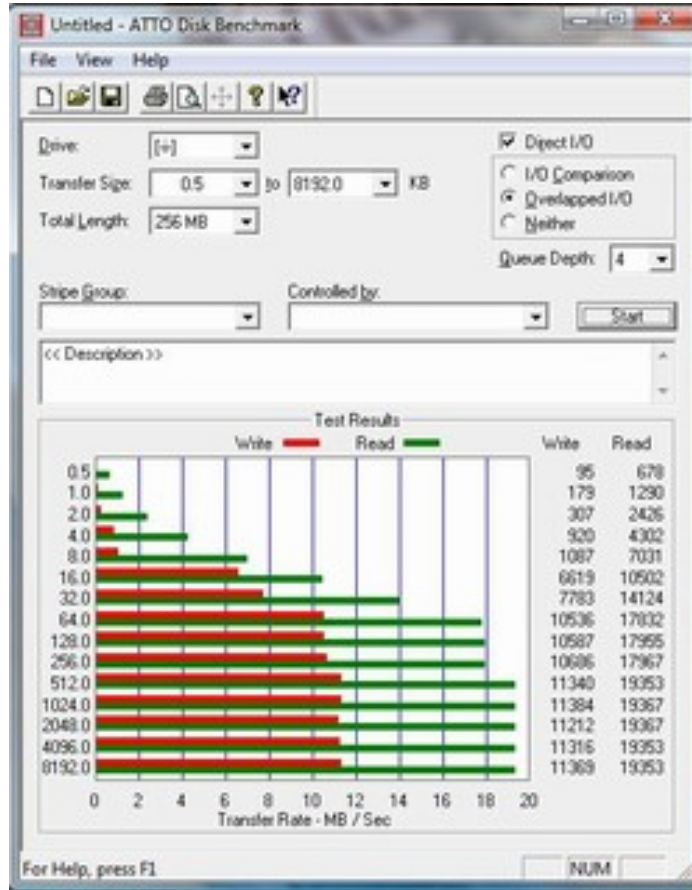 Untitled - ATTO Disk Benchmark
File View Help
Drive:
Direct I/O
Transfer Size: 0.5 to 8192.0 KB
I/O Comparison
Overlapped I/O
Total Length: 256 MB
Neither
Queue Depth: 4
Stripe Group: Controlled by:
Start
<< Description >>
Test Results
Write Read Write Read
0.5 95 678
1.0 179 1290
2.0 307 2426
4.0 920 4302
8.0 1087 7031
16.0 6619 10502
32.0 7783 14124
64.0 10536 17832
128.0 10587 17955
256.0 10686 17967
512.0 11340 19353
1024.0 11384 19367
2048.0 11212 19367
4096.0 11316 19353
8192.0 11369 19353
0 2 4 6 8 10 12 14 16 18 20
Transfer Rate - MB / Sec
For Help, press F1 NUM